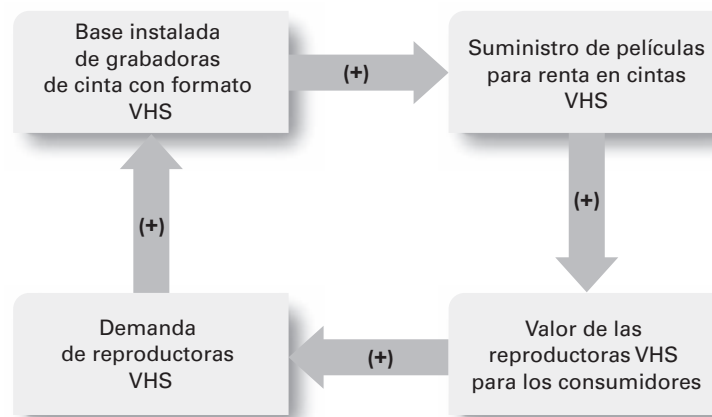 Base instalada
de grabadoras
de cinta con formato
VHS
(+)
Suministro de películas
para renta en cintas
VHS
(+)
Valor de las
reproductoras VHS
para los consumidores
(+)
Demanda
de reproductoras
VHS
(+)